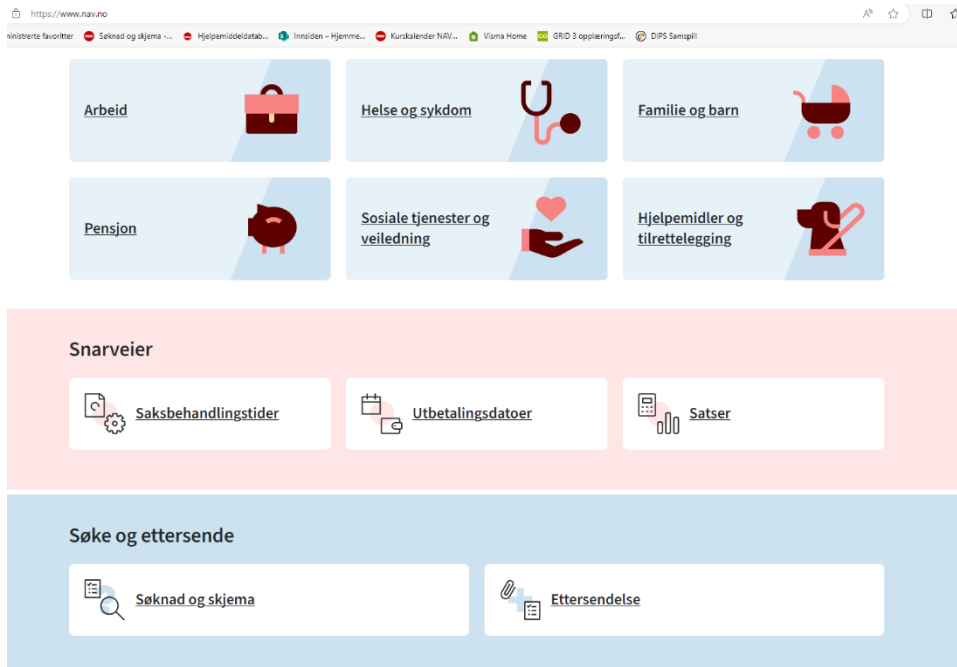 https://www.nav.no
ministrerte favoritter Søknad og skjema -... Hjelpemiddeldatab... Innsiden – Hjemme... Kurskalender NAV... Visma Home GRID 3 opplæringsf... DIPS Samspill
Arbeid
Helse og sykdom
Familie og barn
Pensjon
Sosiale tjenester og
veiledning
Hjelpemidler og
tilrettelegging
Snarveier
Saksbehandlingstider
Utbetalingsdatoer
Satser
Søke og ettersende
Søknad og skjema
Ettersendelse